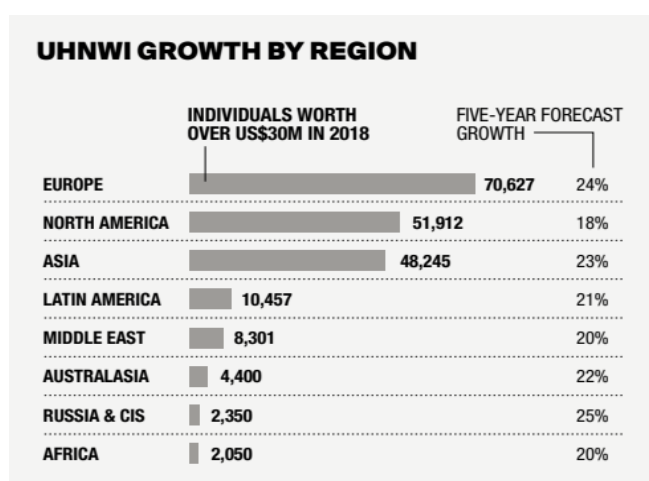 UHNWI GROWTH BY REGION
INDIVIDUALS WORTH
OVER US$30M IN 2018
FIVE-YEAR FORECAST
GROWTH
EUROPE 70,627 24%
NORTH AMERICA 51,912 18%
ASIA 48,245 23%
LATIN AMERICA 10,457 21%
MIDDLE EAST 8,301 20%
AUSTRALASIA 4,400 22%
RUSSIA & CIS 2,350 25%
AFRICA 2,050 20%